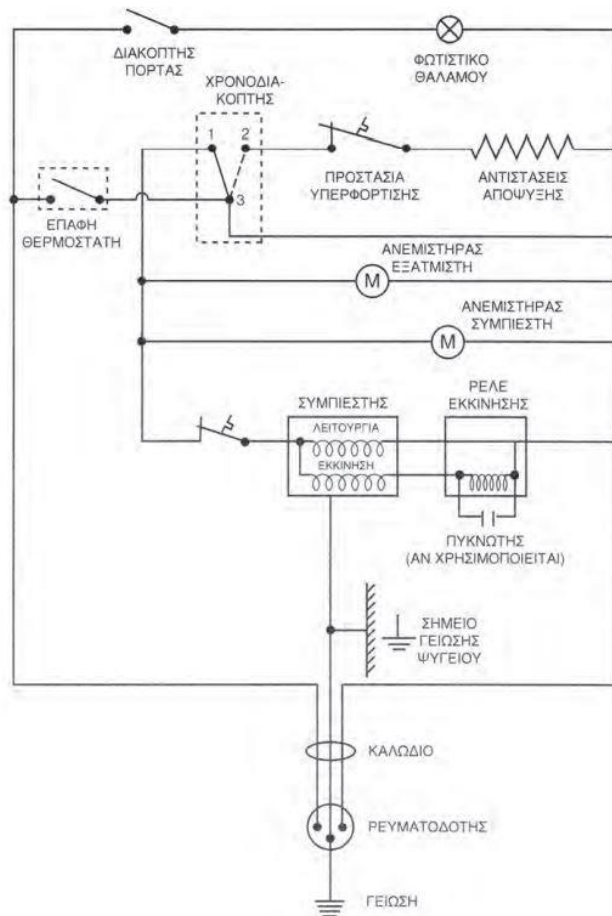 ΔΙΑΚΟΠΤΗΣ
ΠΟΡΤΑΣ
ΦΩΤΙΣΤΙΚΟ
ΘΑΛΑΜΟΥ
ΧΡΟΝΟΔΙΑ-
ΚΟΠΤΗΣ
1 2
3
ΠΡΟΣΤΑΣΙΑ
ΥΠΕΡΦΟΡΤΙΣΗΣ
ΑΝΤΙΣΤΑΣΕΙΣ
ΑΠΟΨΥΞΗΣ
ΕΠΑΦΗ
ΘΕΡΜΟΣΤΑΤΗ
ΑΝΕΜΙΣΤΗΡΑΣ
ΕΞΑΤΜΙΣΤΗ
M
ΑΝΕΜΙΣΤΗΡΑΣ
ΣΥΜΠΙΕΣΤΗ
M
ΣΥΜΠΙΕΣΤΗΣ
ΛΕΙΤΟΥΡΓΙΑ
ΕΚΚΙΝΗΣΗ
ΡΕΛΕ
ΕΚΚΙΝΗΣΗΣ
ΠΥΚΝΩΤΗΣ
(ΑΝ ΧΡΗΣΙΜΟΠΟΙΕΙΤΑΙ)
ΣΗΜΕΙΟ
ΓΕΙΩΣΗΣ
ΨΥΓΕΙΟΥ
ΚΑΛΩΔΙΟ
ΡΕΥΜΑΤΟΔΟΤΗΣ
ΓΕΙΩΣΗ